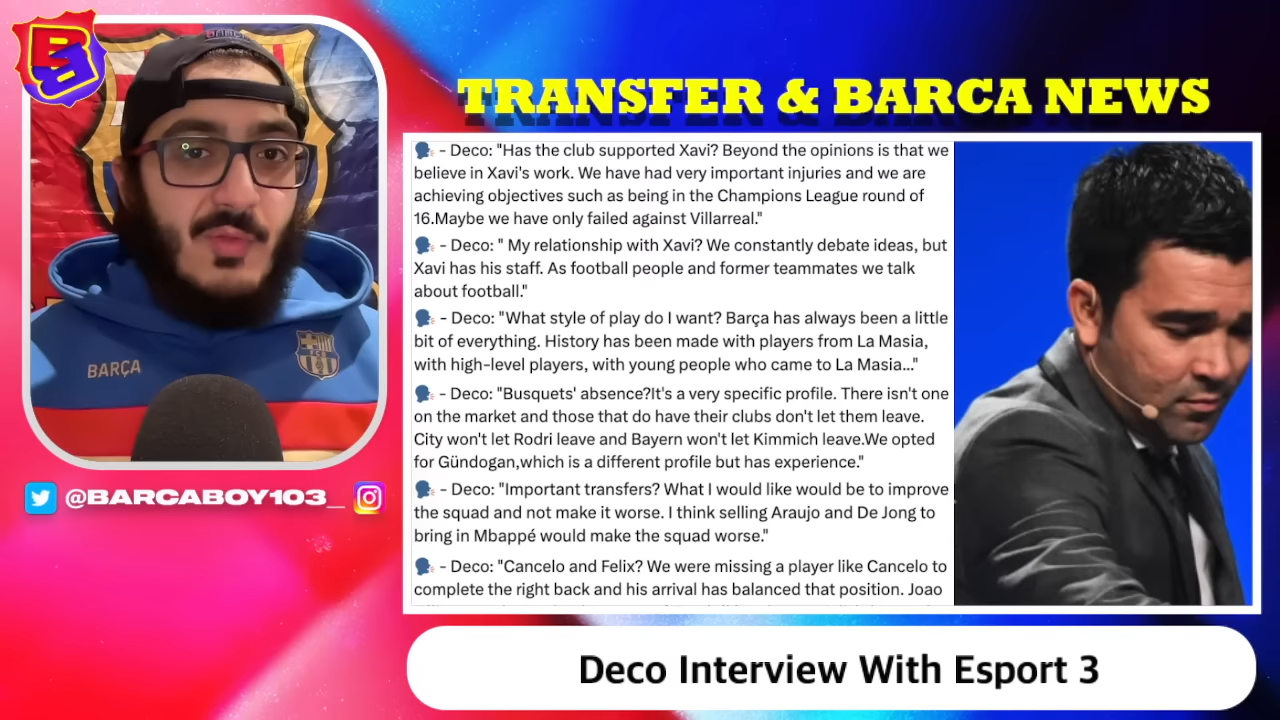 TRANSFER & BARCA NEWS
- Deco: "Has the club supported Xavi? Beyond the opinions is that we
believe in Xavi's work. We have had very important injuries and we are
achieving objectives such as being in the Champions League round of
16.Maybe we have only failed against Villarreal."
- Deco: " My relationship with Xavi? We constantly debate ideas, but
Xavi has his staff. As football people and former teammates we talk
about football."
- Deco: "What style of play do I want? Barça has always been a little
bit of everything. History has been made with players from La Masia,
with high-level players, with young people who came to La Masia..."
- Deco: "Busquets' absence?It's a very specific profile. There isn't one
on the market and those that do have their clubs don't let them leave.
City won't let Rodri leave and Bayern won't let Kimmich leave.We opted
for Gündogan,which is a different profile but has experience."
- Deco: "Important transfers? What I would like would be to improve
the squad and not make it worse. I think selling Araujo and De Jong to
bring in Mbappé would make the squad worse."
- Deco: "Cancelo and Felix? We were missing a player like Cancelo to
complete the right back and his arrival has balanced that position. Joao
BARÇA
@BARCABOY103_
Deco Interview With Esport 3